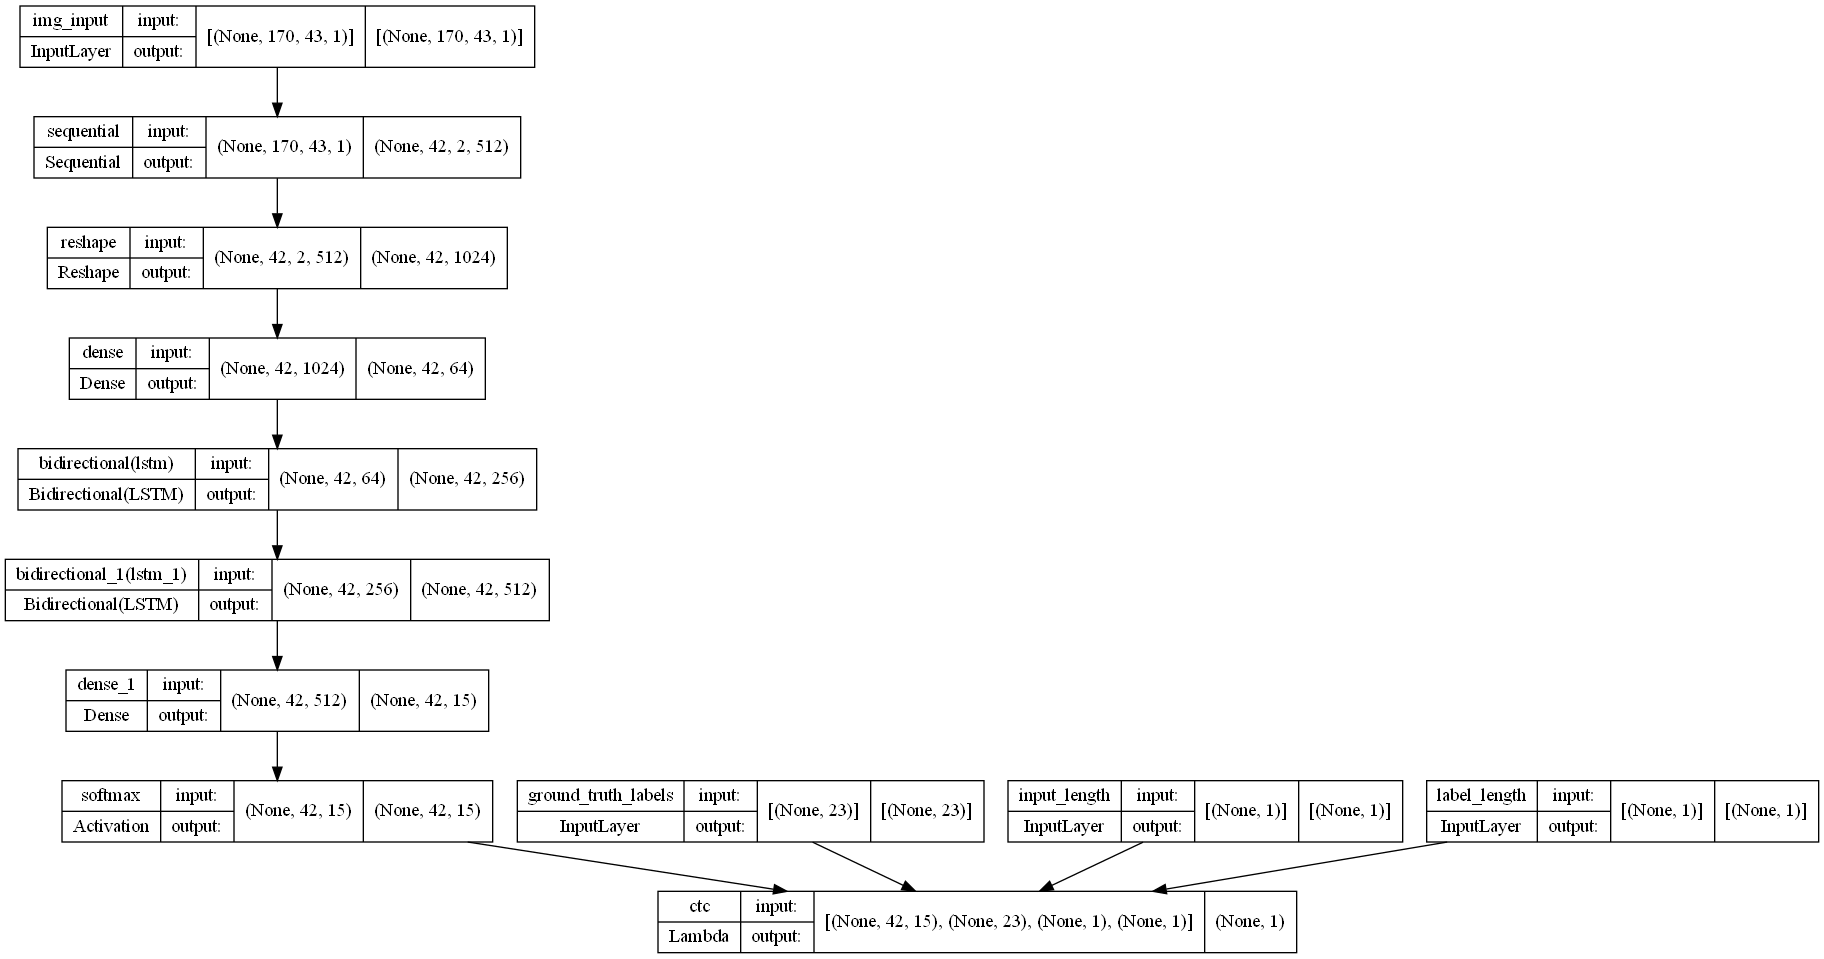 img_input input: [(None, 170, 43, 1)] [(None, 170, 43, 1)]
InputLayer output:
sequential input: (None, 170, 43, 1) (None, 42, 2, 512)
Sequential output:
reshape input: (None, 42, 2, 512) (None, 42, 1024)
Reshape output:
dense input: (None, 42, 1024) (None, 42, 64)
Dense output:
bidirectional(lstm) input: (None, 42, 64) (None, 42, 256)
Bidirectional(LSTM) output:
bidirectional_1(lstm_1) input: (None, 42, 256) (None, 42, 512)
Bidirectional(LSTM) output:
dense_1 input: (None, 42, 512) (None, 42, 15)
Dense output:
softmax input: (None, 42, 15) (None, 42, 15)
Activation output:
ground_truth_labels input: [(None, 23)] [(None, 23)]
InputLayer output:
input_length input: [(None, 1)] [(None, 1)]
InputLayer output:
label_length input: [(None, 1)] [(None, 1)]
InputLayer output:
ctc input: [(None, 42, 15), (None, 23), (None, 1), (None, 1)] (None, 1)
Lambda output: